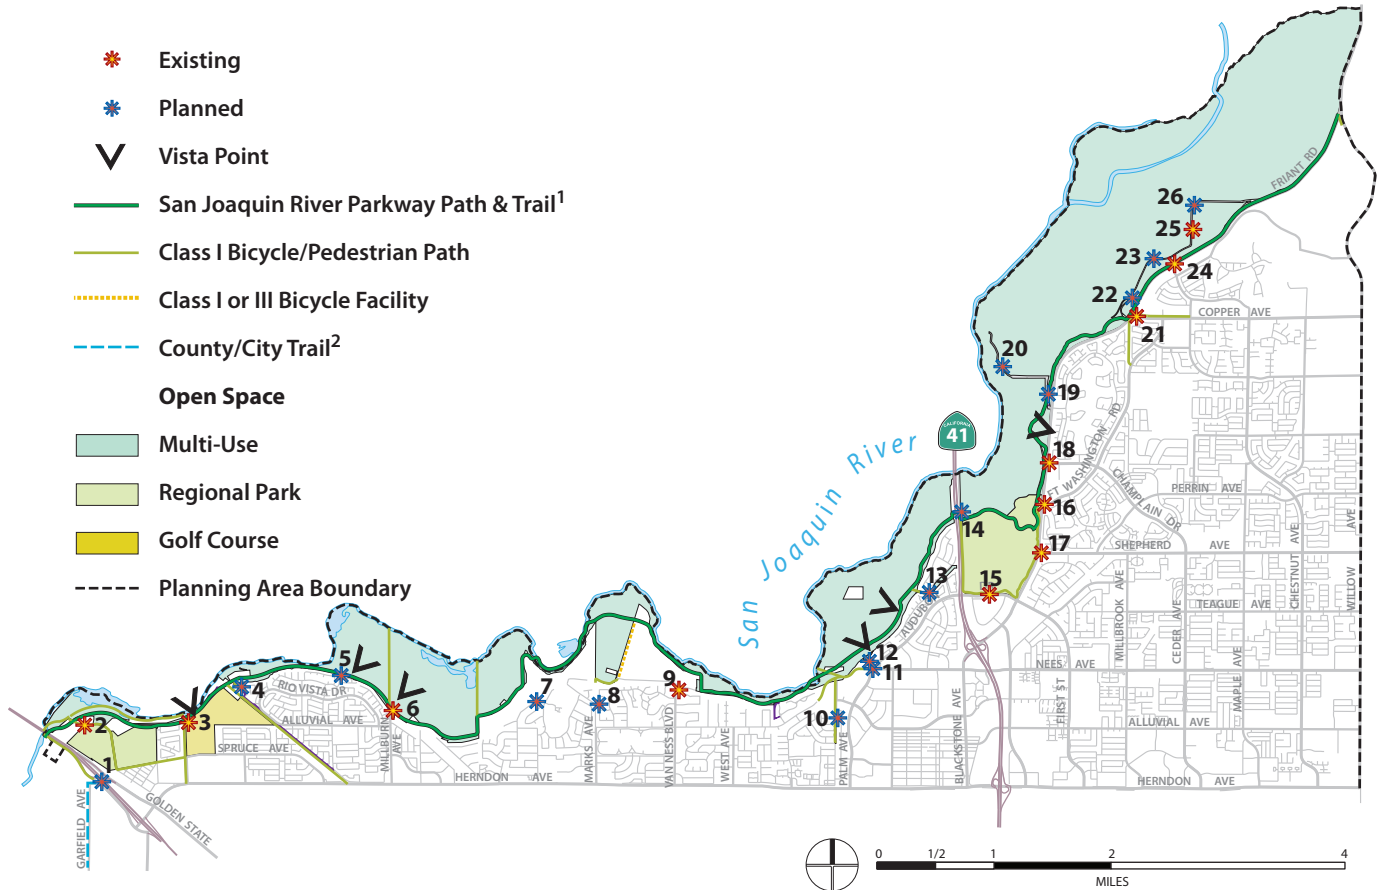 Existing
Planned
Vista Point
San Joaquin River Parkway Path & Trail1
Class I Bicycle/Pedestrian Path
Class I or III Bicycle Facility
County/City Trail2
Open Space
Multi-Use
Regional Park
Golf Course
Planning Area Boundary
FRIANT RD
26
25
23
24
22
COPPER AVE
21
20
19
CALIFORNIA
41
18
San Joaquin River
FT WASHINGTON RD
CHAMPLAIN DR
PERRIN AVE
16
14
17
SHEPHERD AVE
CHESTNUT AVE
WILLOW AVE
13
15
AUDUBO
MILLBROOK AVE
CEDER AVE
TEAGUE AVE
12
11
NEES AVE
5
4
RIO VISTA DR
6
7
8
9
10
2
3
ALLUVIAL AVE
SPRUCE AVE
MILLBURN AVE
MARKS AVE
VAN NESS BLVD
WEST AVE
PALM AVE
BLACKSTONE AVE
FIRST ST
MAPLE AVE
ALLUVIAL AVE
1
HERNDON AVE
HERNDON AVE
GARFIELD AVE
GOLDEN STATE
0 1/2 1 2 4
MILES